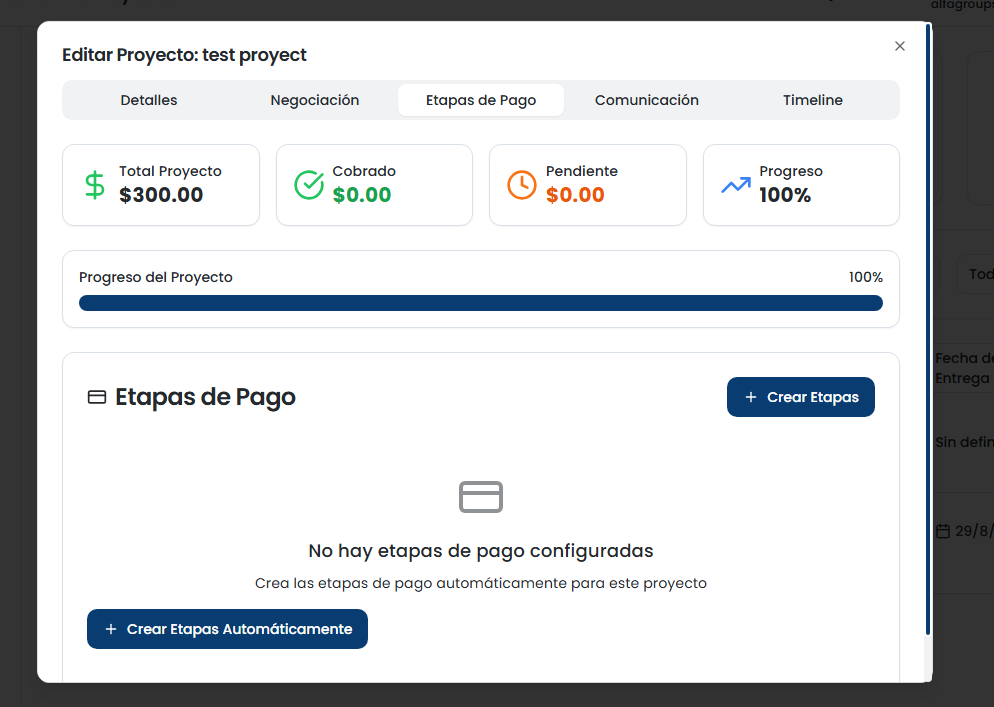 alfagroups
Editar Proyecto: test proyect
Detalles
Negociación
Etapas de Pago
Comunicación
Timeline
Total Proyecto
$300.00
Cobrado
$0.00
Pendiente
$0.00
Progreso
100%
Progreso del Proyecto
100%
Tod
Fecha de
Entrega
Etapas de Pago
Crear Etapas
Sin defin
No hay etapas de pago configuradas
29/8/
Crea las etapas de pago automáticamente para este proyecto
Crear Etapas Automáticamente